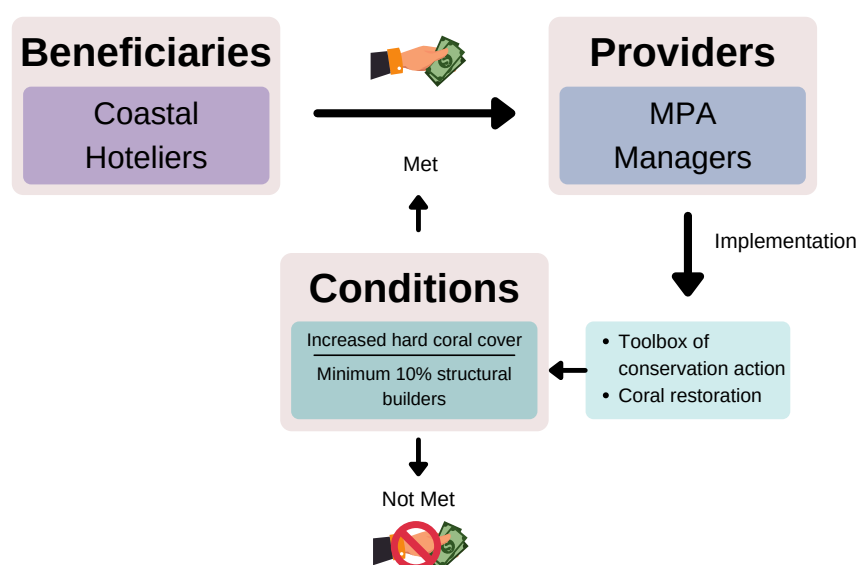 Beneficiaries
Coastal
Hoteliers
Providers
MPA
Managers
Met
Implementation
Conditions
Increased hard coral cover
Minimum 10% structural
builders
• Toolbox of
conservation action
• Coral restoration
Not Met